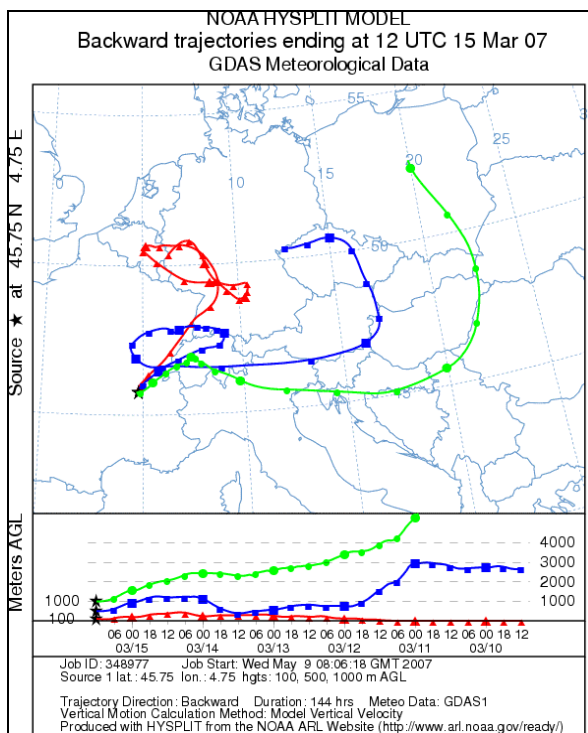 NOAA HYSPLIT MODEL
Backward trajectories ending at 12 UTC 15 Mar 07
GDAS Meteorological Data
Source ★ at 45.75 N 4.75 E
55
25
20
0
10
5
50
15
Meters AGL
4000
3000
2000
1000
1000
100
06 00 18 12 06 00 18 12 06 00 18 12 06 00 18 12 06 00 18 12
03/15 03/14 03/13 03/12 03/11 03/10
Job ID: 348977 Job Start: Wed May 9 08:06:18 GMT 2007
Source 1 lat.: 45.75 lon.: 4.75 hgts: 100, 500, 1000 m AGL
Trajectory Direction: Backward Duration: 144 hrs Meteo Data: GDAS1
Vertical Motion Calculation Method: Model Vertical Velocity
Produced with HYSPLIT from the NOAA ARL Website (http://www.arl.noaa.gov/ready/)